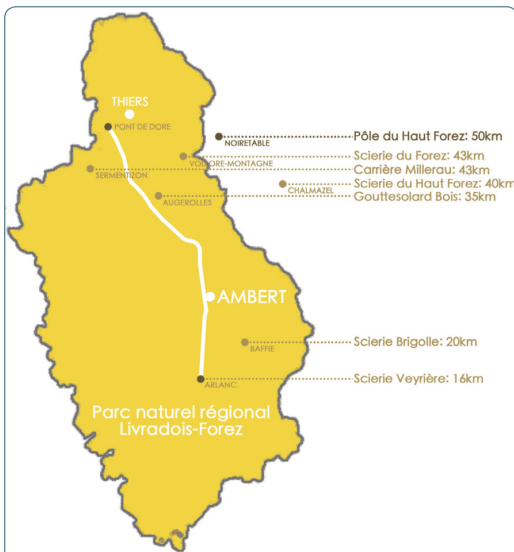 THIERS
PONT DE DORE
NOIRETABLE
Pôle du Haut Forez: 50km
VOLLORE-MONTAGNE
Scierie du Forez: 43km
SERMENTIZON
Carrière Millerau: 43km
CHALMAZEL
Scierie du Haut Forez: 40km
AUGEROLLES
Gouttesolard Bois: 35km
AMBERT
BAFFIE
Scierie Brigolle: 20km
ARLANC
Scierie Veyrière: 16km
Parc naturel régional
Livradois-Forez